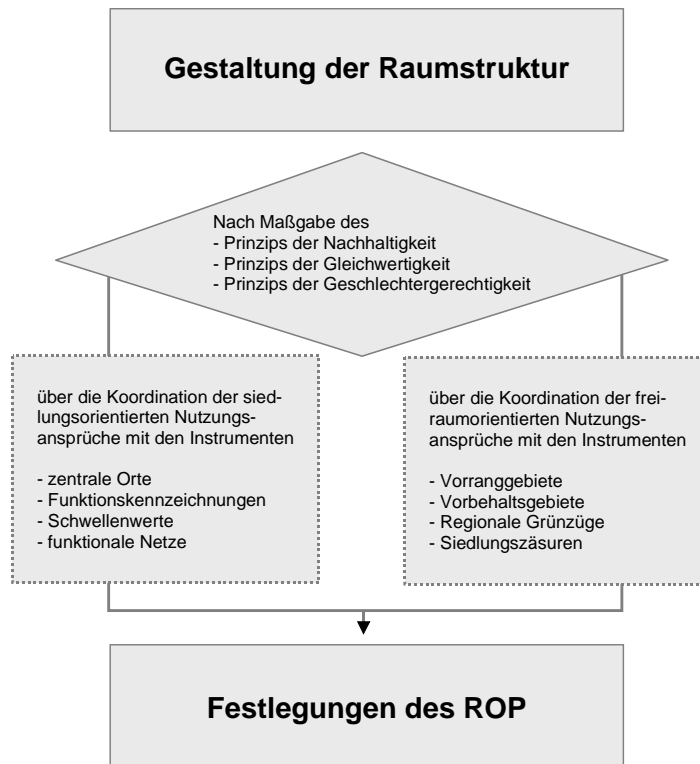 Gestaltung der Raumstruktur
Nach Maßgabe des
- Prinzips der Nachhaltigkeit
- Prinzips der Gleichwertigkeit
- Prinzips der Geschlechtergerechtigkeit
über die Koordination der sied-
lungsorientierten Nutzungs-
ansprüche mit den Instrumenten
- zentrale Orte
- Funktionskennzeichnungen
- Schwellenwerte
- funktionale Netze
über die Koordination der frei-
raumorientierten Nutzungs-
ansprüche mit den Instrumenten
- Vorranggebiete
- Vorbehaltsgebiete
- Regionale Grünzüge
- Siedlungszäsuren
Festlegungen des ROP